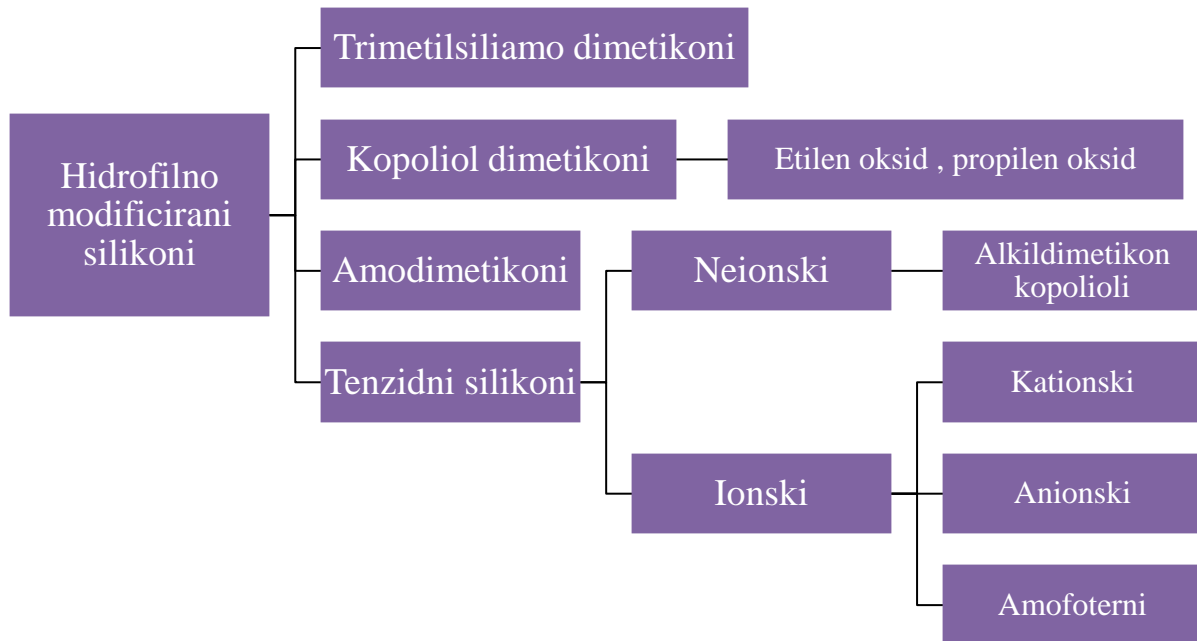 Hidrofilno
modificirani
silikoni
Trimetilsiliamo dimetikoni
Kopoliol dimetikoni
Etilen oksid , propilen oksid
Amodimetikoni
Tenzidni silikoni
Neionski
Alkildimetikon
kopolioli
Ionski
Kationski
Anionski
Amofoterni